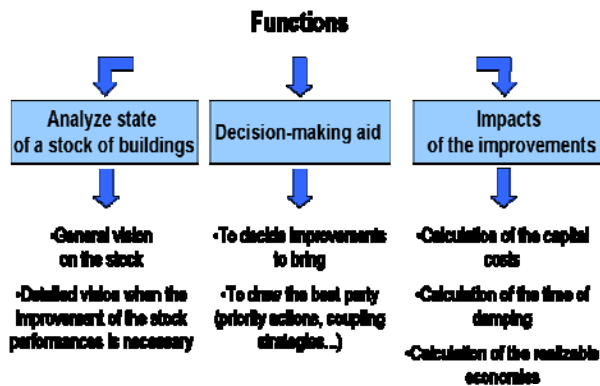 Functions
Analyze state
of a stock of buildings
Decision-making aid
Impacts
of the improvements
•General vision
on the stock
•Detailed vision when the
improvement of the stock
performances is necessary
•To decide improvements
to bring
•To draw the best party
(priority actions, coupling
strategies...)
•Calculation of the capital
costs
•Calculation of the time of
damping
•Calculation of the realizable
economies